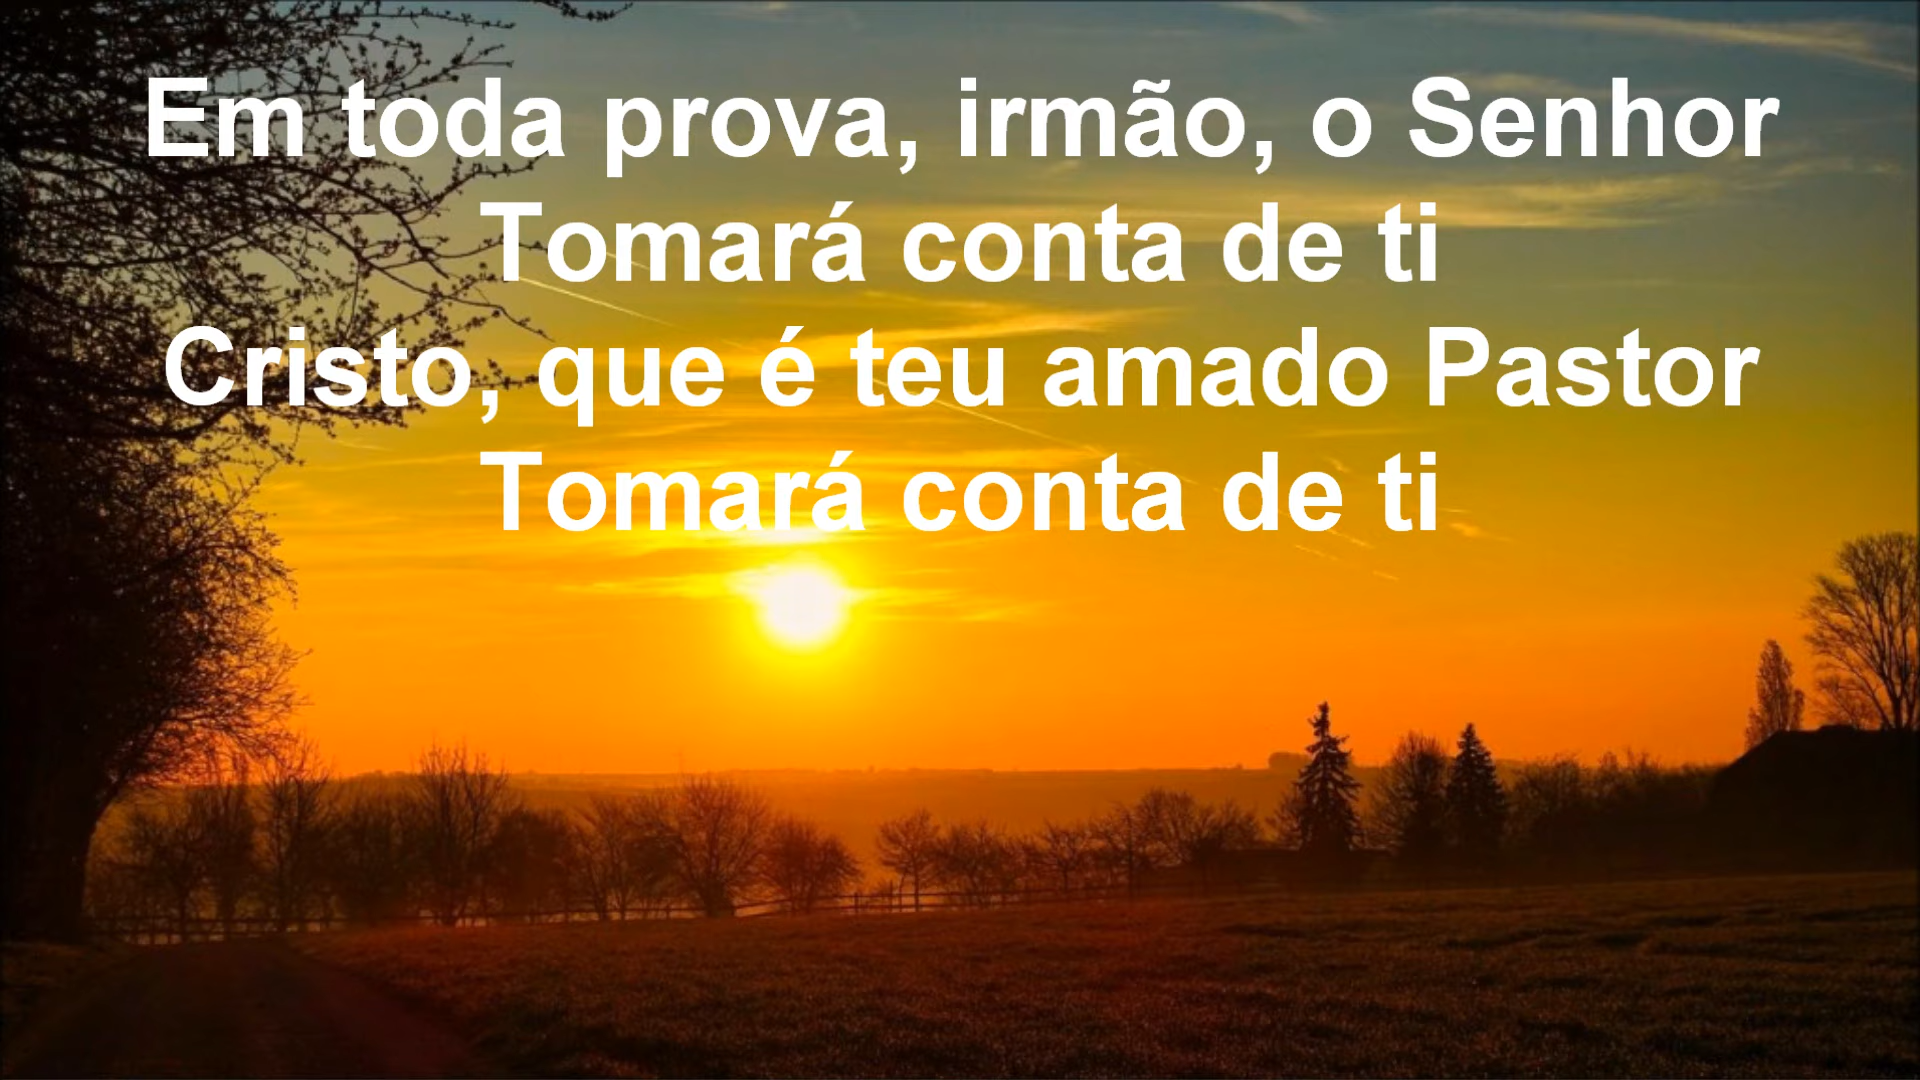 Em toda prova, irmão, o Senhor
Tomará conta de ti
Cristo, que é teu amado Pastor
Tomará conta de ti